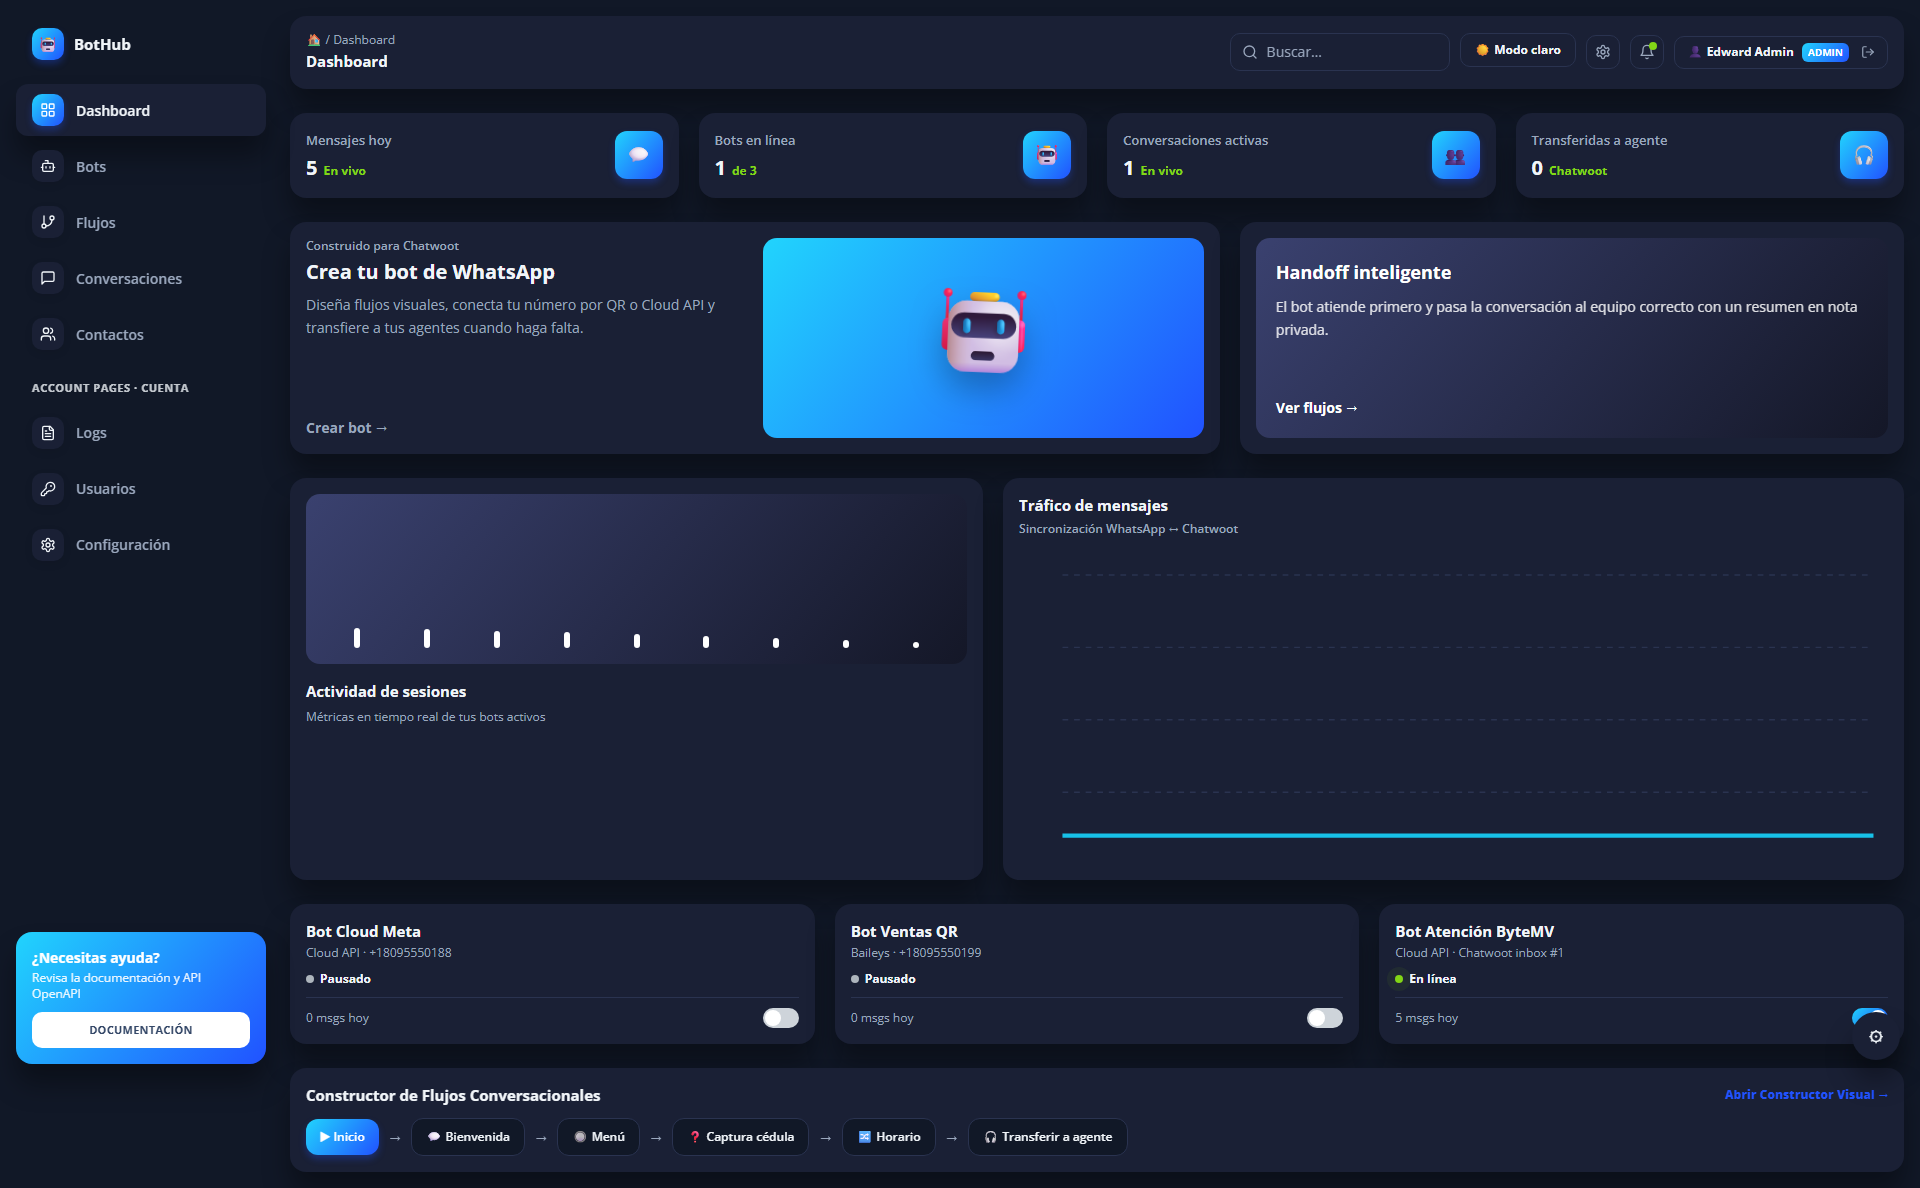 BotHub
Dashboard
Bots
Flujos
Conversaciones
Contactos
ACCOUNT PAGES · CUENTA
Logs
Usuarios
Configuración
¿Necesitas ayuda?
Revisa la documentación y API
OpenAPI
DOCUMENTACIÓN
/ Dashboard
Dashboard
Buscar...
Modo claro
Edward Admin ADMIN
Mensajes hoy
5 En vivo
Bots en línea
1 de 3
Conversaciones activas
1 En vivo
Transferidas a agente
0 Chatwoot
Construido para Chatwoot
Crea tu bot de WhatsApp
Diseña flujos visuales, conecta tu número por QR o Cloud API y
transfiere a tus agentes cuando haga falta.
Crear bot →
Handoff inteligente
El bot atiende primero y pasa la conversación al equipo correcto con un resumen en nota
privada.
Ver flujos →
Actividad de sesiones
Métricas en tiempo real de tus bots activos
Tráfico de mensajes
Sincronización WhatsApp ↔ Chatwoot
Bot Cloud Meta
Cloud API · +18095550188
Pausado
0 msgs hoy
Bot Ventas QR
Baileys · +18095550199
Pausado
0 msgs hoy
Bot Atención ByteMV
Cloud API · Chatwoot inbox #1
En línea
5 msgs hoy
Constructor de Flujos Conversacionales
Abrir Constructor Visual →
▶ Inicio → Bienvenida → Menú → ❓ Captura cédula → Horario → Transferir a agente